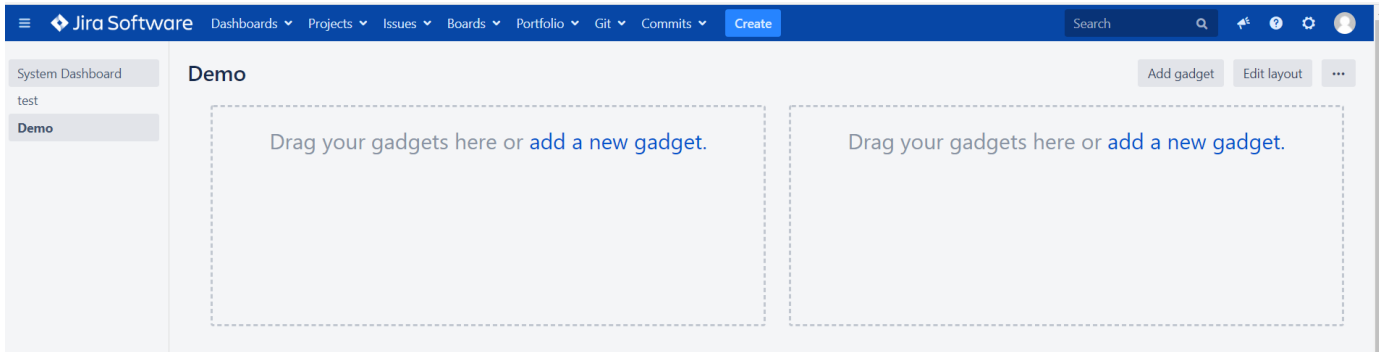 Jira Software Dashboards Projects Issues Boards Portfolio Git Commits Create Search
System Dashboard
test
Demo
Demo
Add gadget Edit layout ...
Drag your gadgets here or add a new gadget.
Drag your gadgets here or add a new gadget.